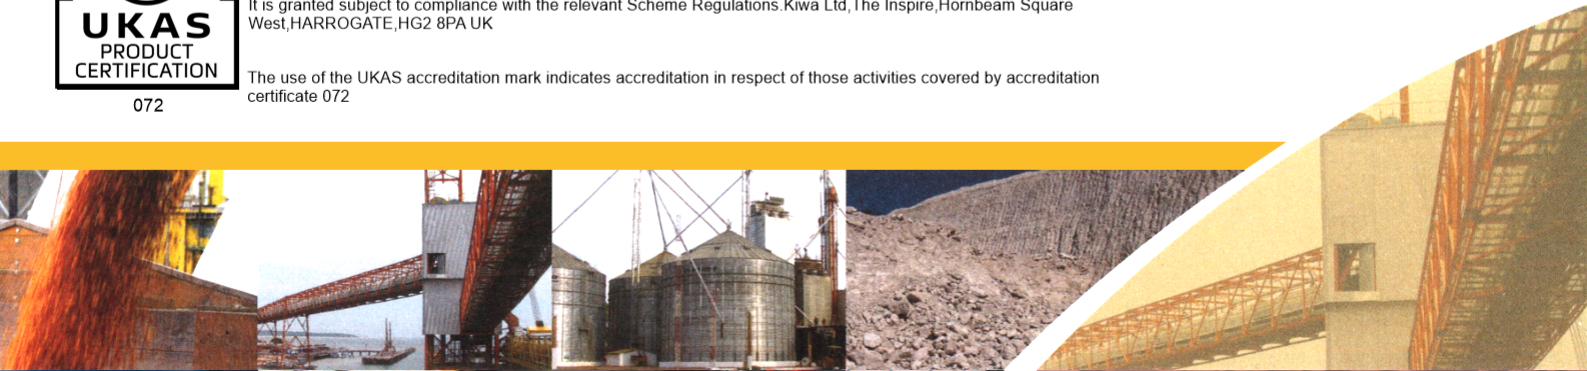 It is granted subject to compliance with the relevant Scheme Regulations.Kiwa Ltd,The Inspire,Hornbeam Square
West,HARROGATE,HG2 8PA UK
UKAS
PRODUCT
CERTIFICATION
072
The use of the UKAS accreditation mark indicates accreditation in respect of those activities covered by accreditation
certificate 072